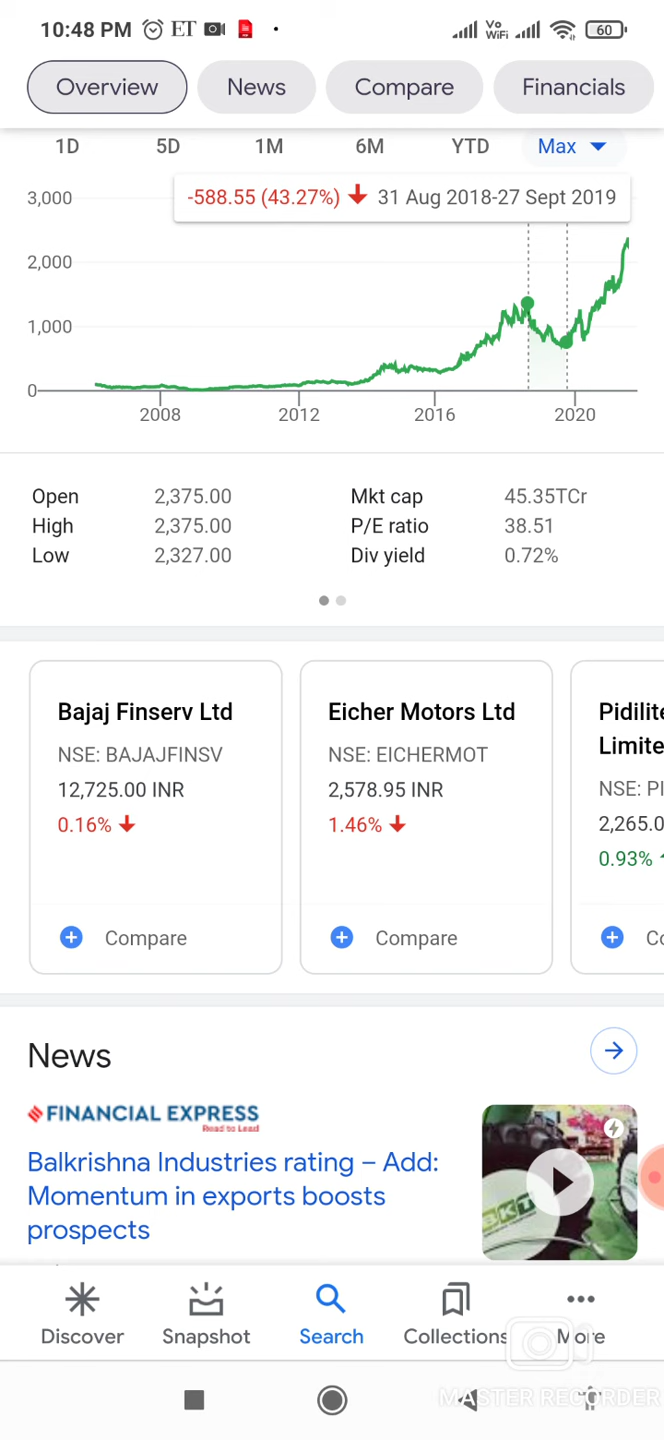 10:48 PM ET Vo WiFi 60
Overview News Compare Financials
1D 5D 1M 6M YTD Max
-588.55 (43.27%) 31 Aug 2018-27 Sept 2019
3,000
2,000
1,000
0
2008 2012 2016 2020
Open 2,375.00 Mkt cap 45.35TCr
High 2,375.00 P/E ratio 38.51
Low 2,327.00 Div yield 0.72%
Bajaj Finserv Ltd
NSE: BAJAJFINSV
12,725.00 INR
0.16%
Compare
Eicher Motors Ltd
NSE: EICHERMOT
2,578.95 INR
1.46%
Compare
Pidilite
Limite
NSE: PI
2,265.0
0.93%
Co
News
FINANCIAL EXPRESS
Read to Lead
Balkrishna Industries rating – Add:
Momentum in exports boosts
prospects
BKT
Discover Snapshot Search Collections More
MASTER RECORDER